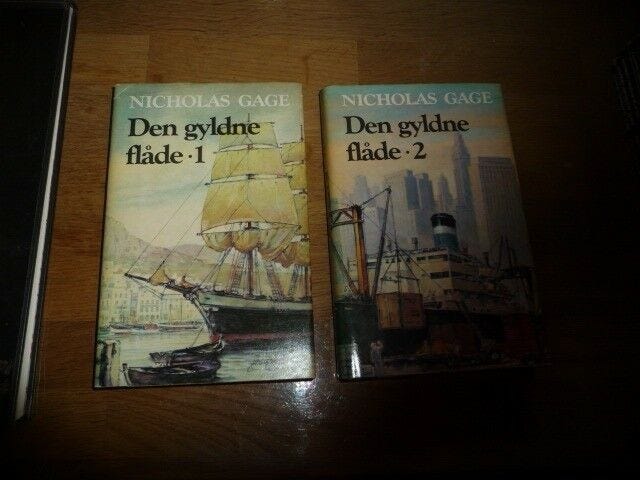 NICHOLAS GAGE
Den gyldne
flåde·1
NICHOLAS GAGE
Den gyldne
flåde·2